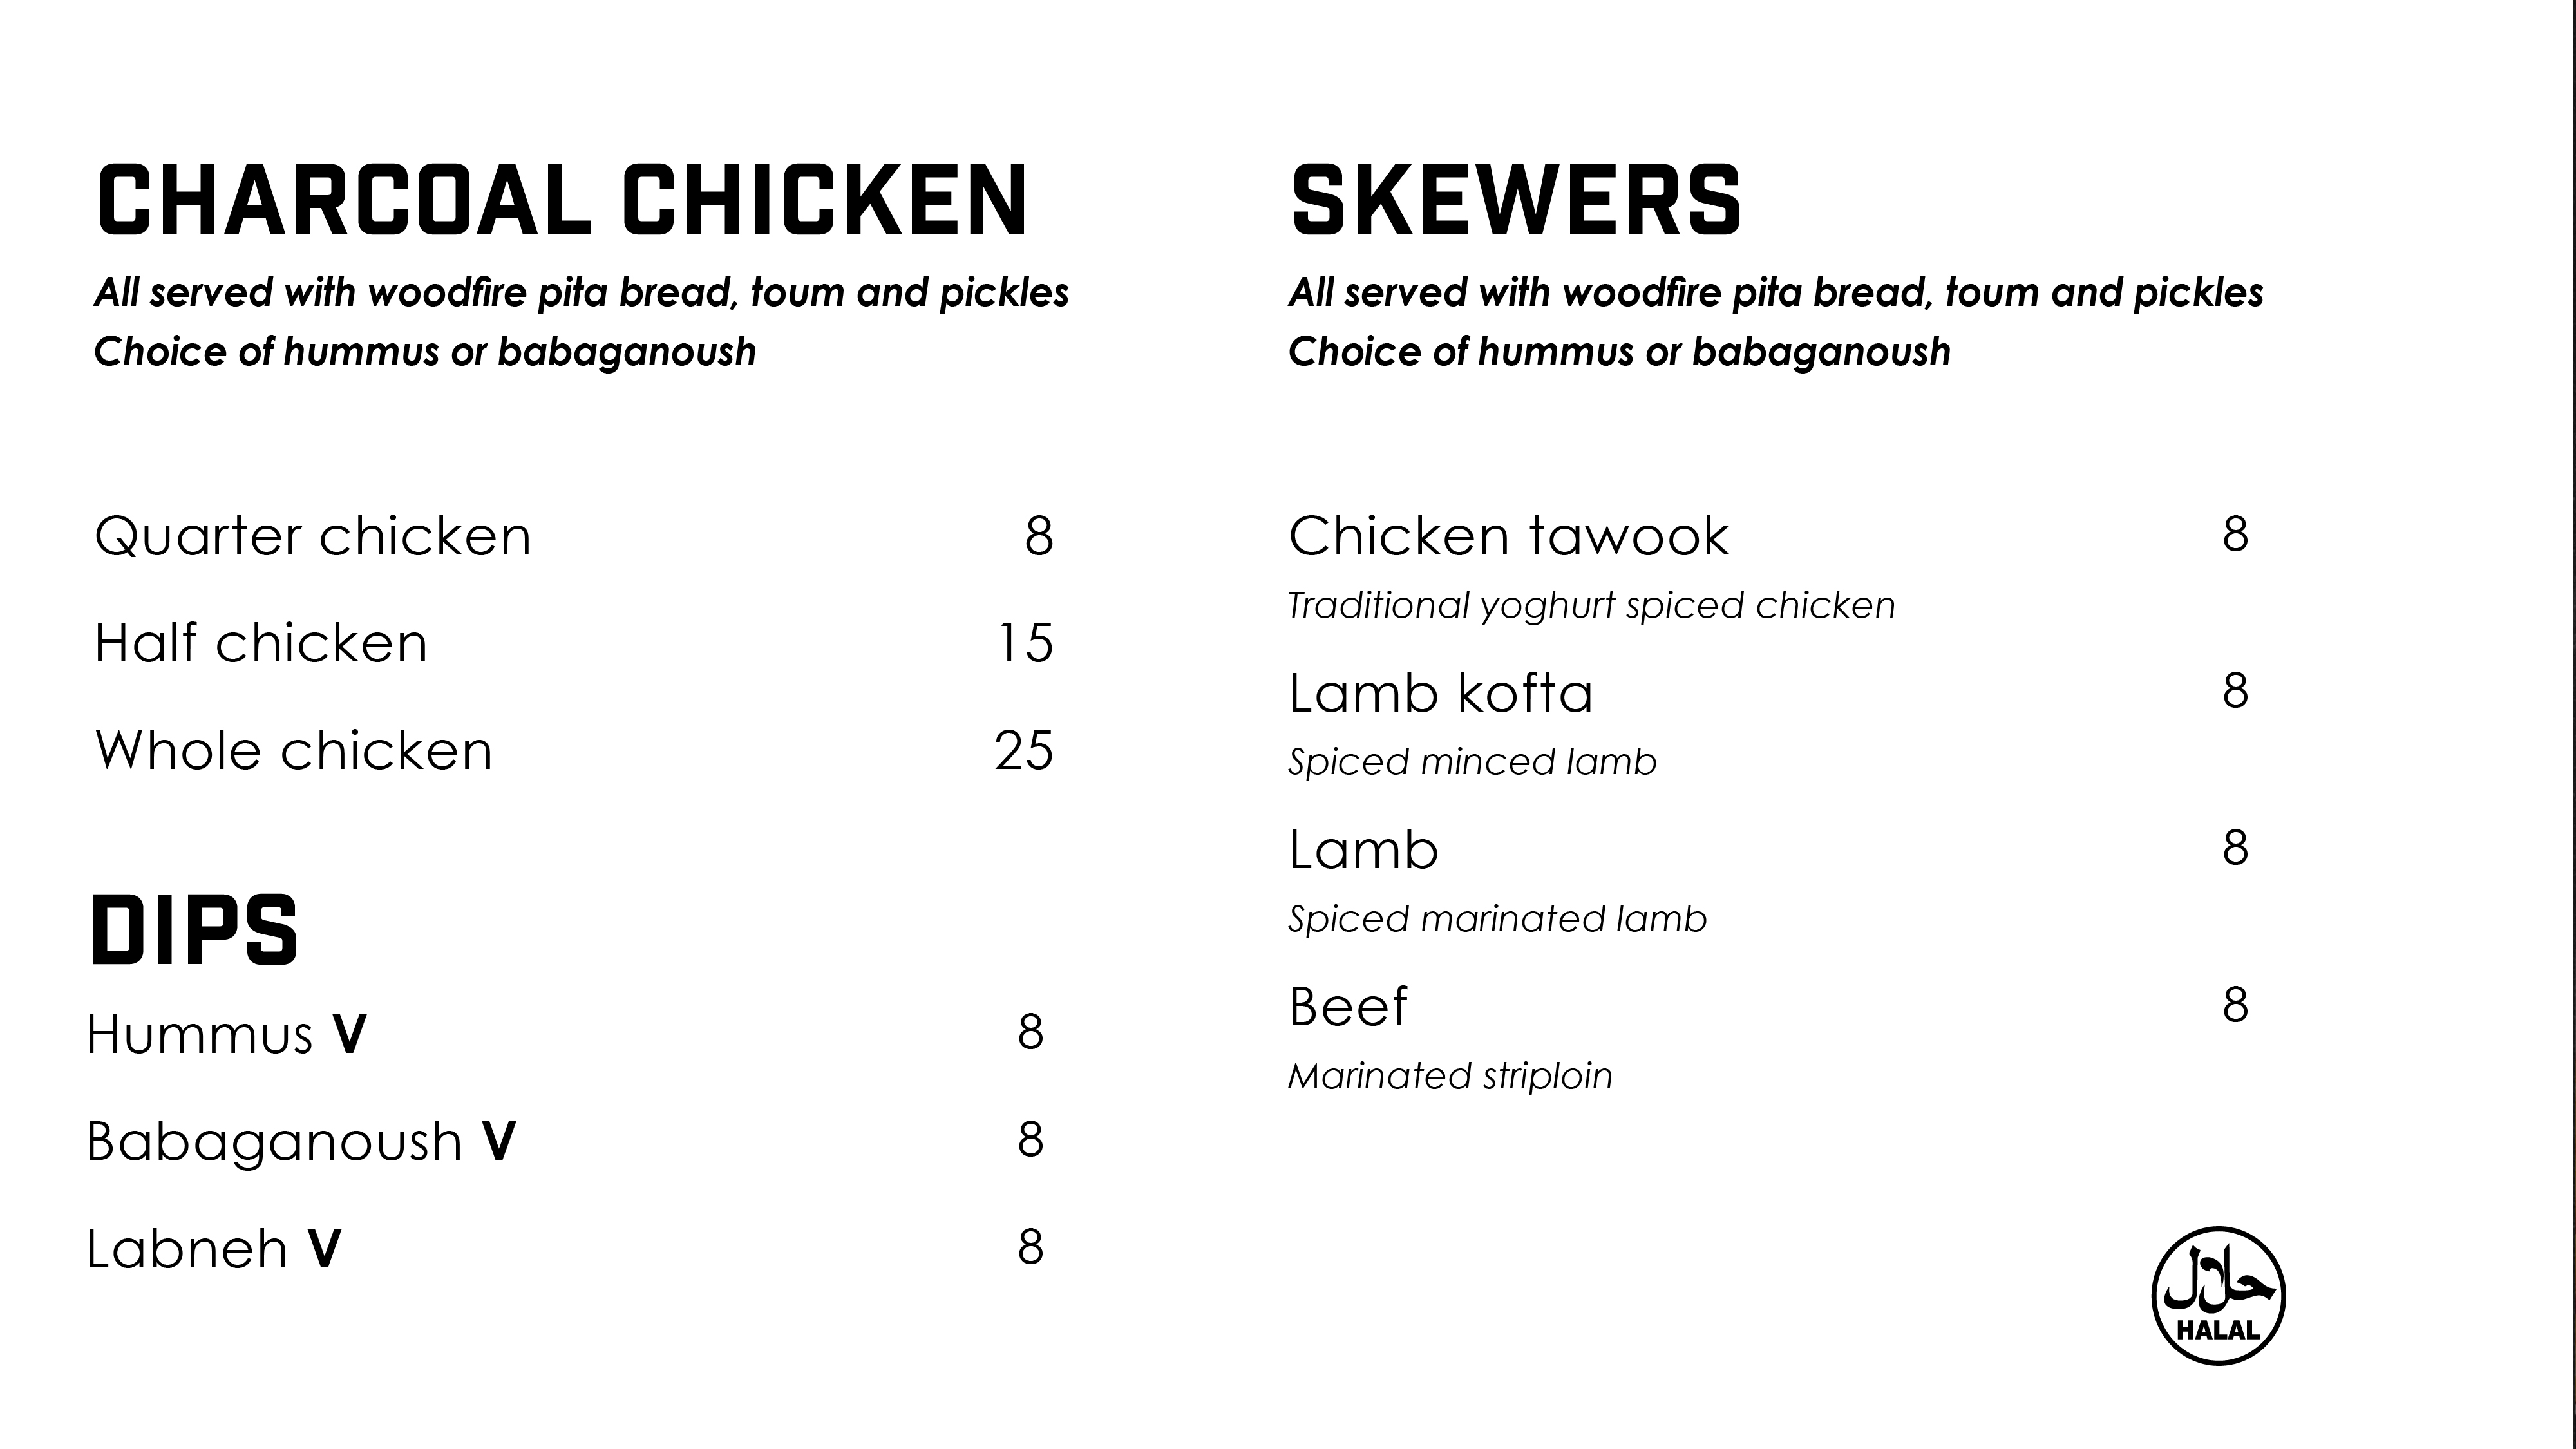 CHARCOAL CHICKEN
All served with woodfire pita bread, toum and pickles
Choice of hummus or babaganoush
Quarter chicken 8
Half chicken 15
Whole chicken 25
DIPS
Hummus V 8
Babaganoush V 8
Labneh V 8
SKEWERS
All served with woodfire pita bread, toum and pickles
Choice of hummus or babaganoush
Chicken tawook 8
Traditional yoghurt spiced chicken
Lamb kofta 8
Spiced minced lamb
Lamb 8
Spiced marinated lamb
Beef 8
Marinated striploin
حلال
HALAL